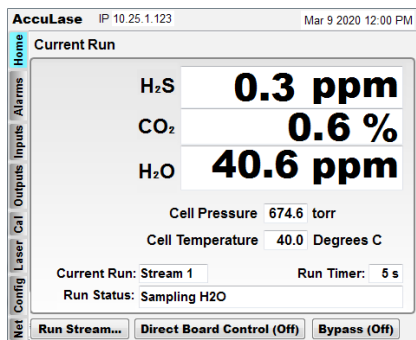 AccuLase IP 10.25.1.123 Mar 9 2020 12:00 PM
Home
Alarms
Inputs
Outputs
Cal
Laser
Config
Net
Current Run
H₂S 0.3 ppm
CO₂ 0.6 %
H₂O 40.6 ppm
Cell Pressure 674.6 torr
Cell Temperature 40.0 Degrees C
Current Run: Stream 1 Run Timer: 5 s
Run Status: Sampling H2O
Run Stream... Direct Board Control (Off) Bypass (Off)